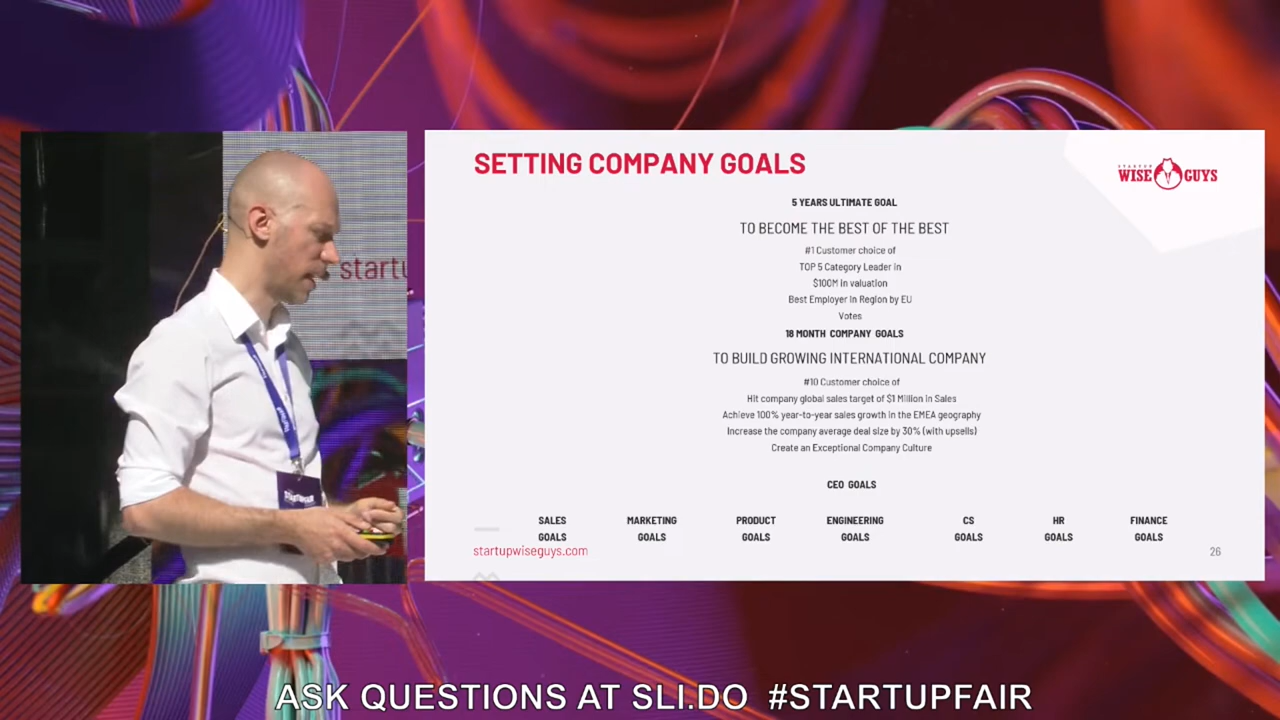 startu
STARTUP FAIR
SETTING COMPANY GOALS
STARTUP
WISE GUYS
5 YEARS ULTIMATE GOAL
TO BECOME THE BEST OF THE BEST
#1 Customer choice of
TOP 5 Category Leader in
$100M in valuation
Best Employer in Region by EU
Votes
18 MONTH COMPANY GOALS
TO BUILD GROWING INTERNATIONAL COMPANY
#10 Customer choice of
Hit company global sales target of $1 Million in Sales
Achieve 100% year-to-year sales growth in the EMEA geography
Increase the company average deal size by 30% (with upsells)
Create an Exceptional Company Culture
CEO GOALS
SALES MARKETING PRODUCT ENGINEERING CS HR FINANCE
GOALS GOALS GOALS GOALS GOALS GOALS GOALS
startupwiseguys.com
26
ASK QUESTIONS AT SLI.DO #STARTUPFAIR